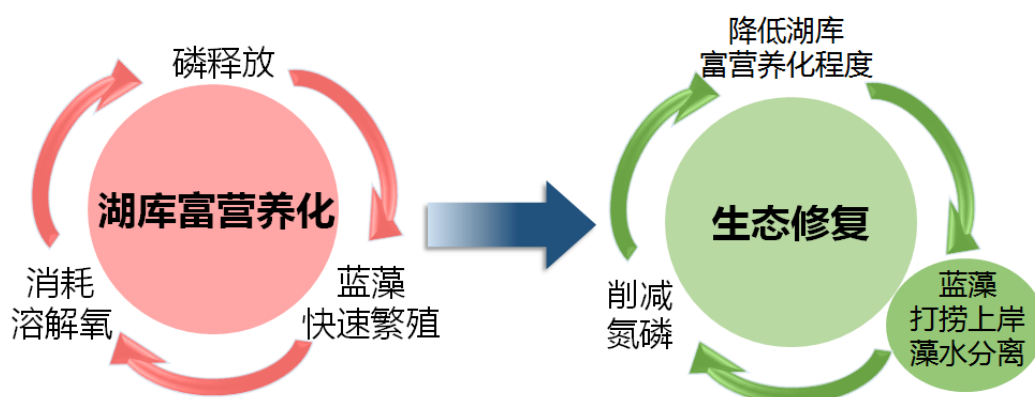 磷释放
湖库富营养化
蓝藻
快速繁殖
消耗
溶解氧
降低湖库
富营养化程度
生态修复
蓝藻
打捞上岸
藻水分离
削减
氮磷